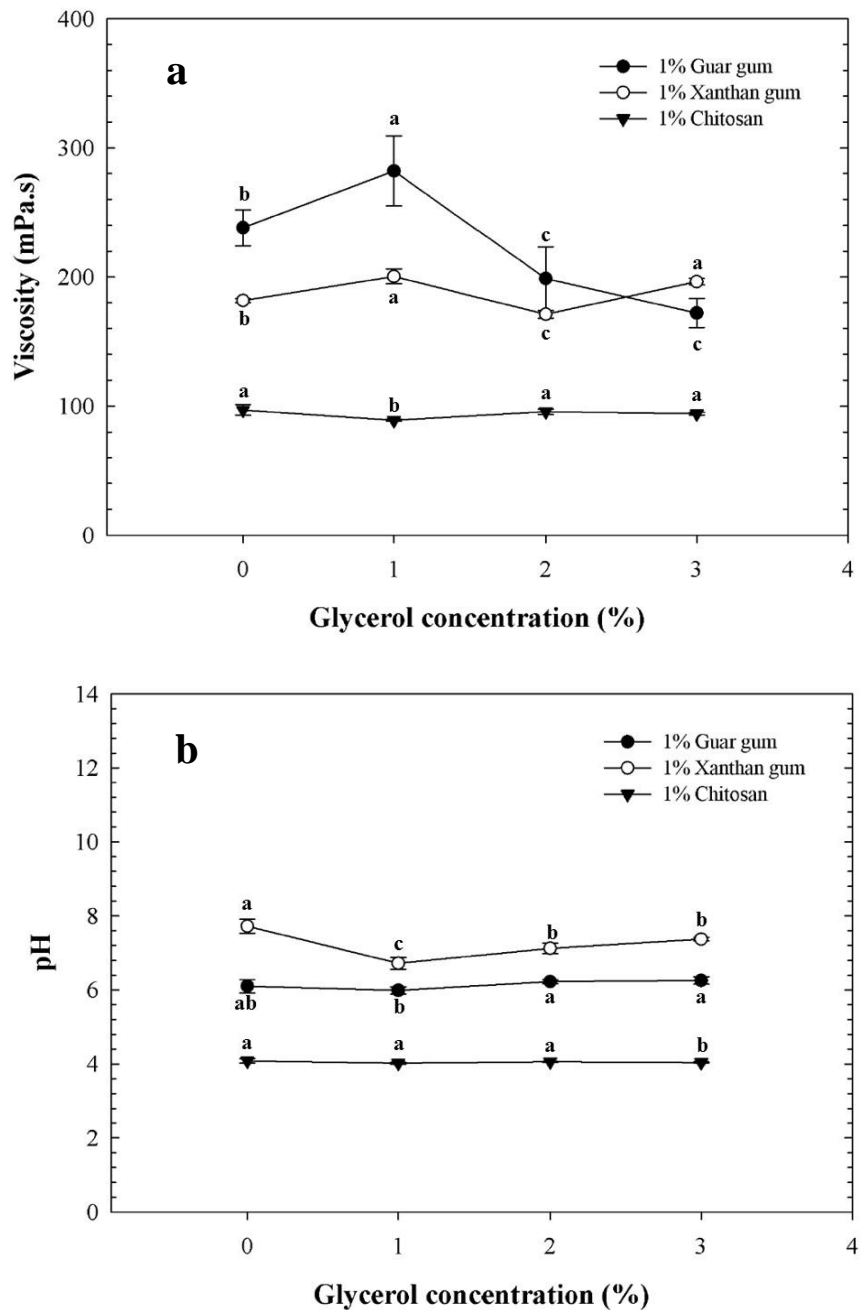 a
1% Guar gum
1% Xanthan gum
1% Chitosan
Viscosity (mPa.s)
400
300
200
100
0
b
a
c
a
b
a
c
c
a
b
a
a
0
1
2
3
4
Glycerol concentration (%)
b
1% Guar gum
1% Xanthan gum
1% Chitosan
pH
14
12
10
8
6
4
2
0
a
c
b
b
ab
b
a
a
a
a
a
b
0
1
2
3
4
Glycerol concentration (%)